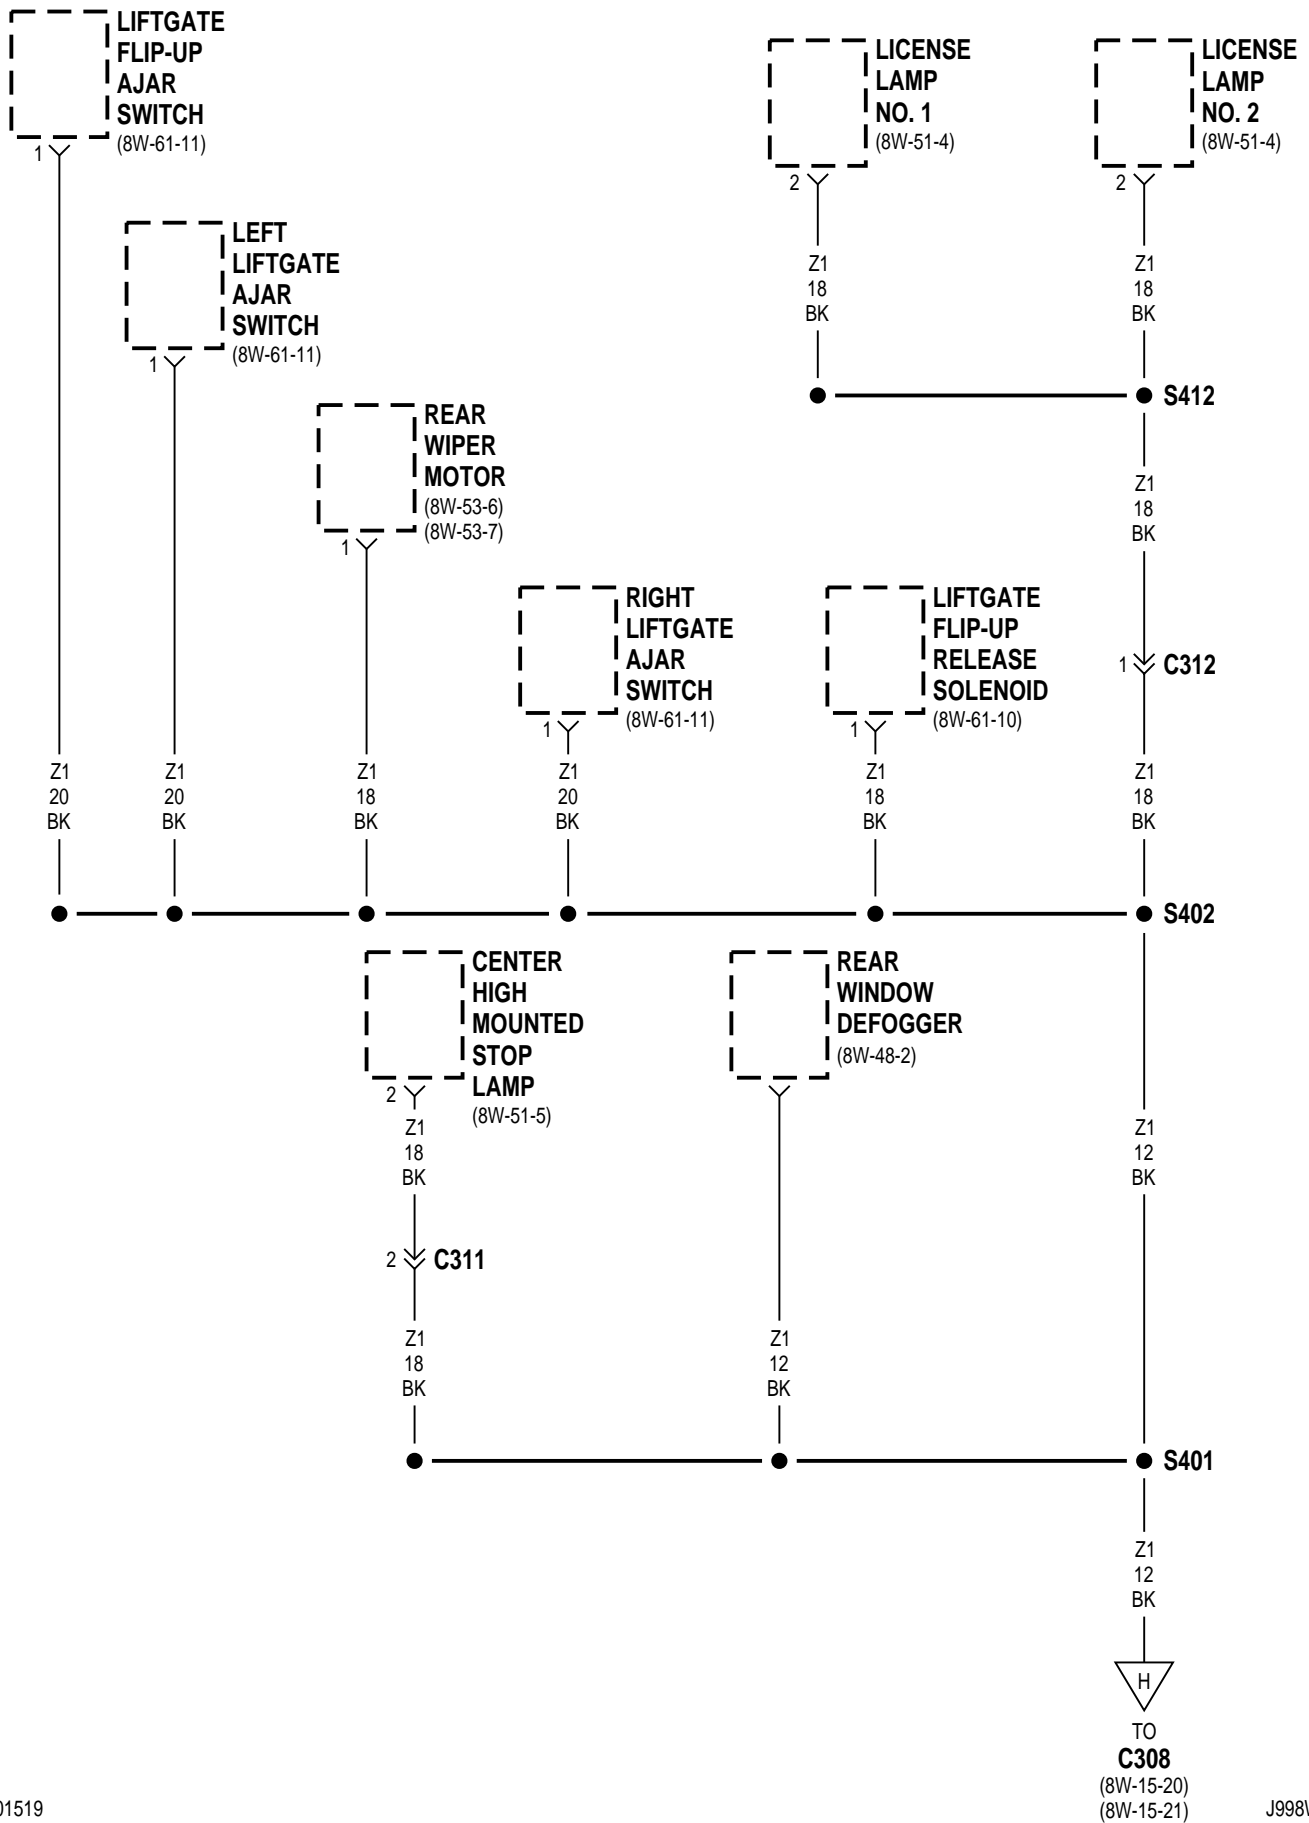 LIFTGATE
FLIP-UP
AJAR
SWITCH
(8W-61-11)
1
LICENSE
LAMP
NO. 1
(8W-51-4)
2
LICENSE
LAMP
NO. 2
(8W-51-4)
2
LEFT
LIFTGATE
AJAR
SWITCH
(8W-61-11)
1
Z1
18
BK
Z1
18
BK
S412
REAR
WIPER
MOTOR
(8W-53-6)
(8W-53-7)
1
Z1
18
BK
RIGHT
LIFTGATE
AJAR
SWITCH
(8W-61-11)
1
LIFTGATE
FLIP-UP
RELEASE
SOLENOID
(8W-61-10)
1
1
C312
Z1
20
BK
Z1
20
BK
Z1
18
BK
Z1
20
BK
Z1
18
BK
Z1
18
BK
S402
CENTER
HIGH
MOUNTED
STOP
LAMP
(8W-51-5)
2
REAR
WINDOW
DEFOGGER
(8W-48-2)
Z1
18
BK
Z1
12
BK
2
C311
Z1
18
BK
Z1
12
BK
S401
Z1
12
BK
H
TO
C308
(8W-15-20)
(8W-15-21)
01519
J998